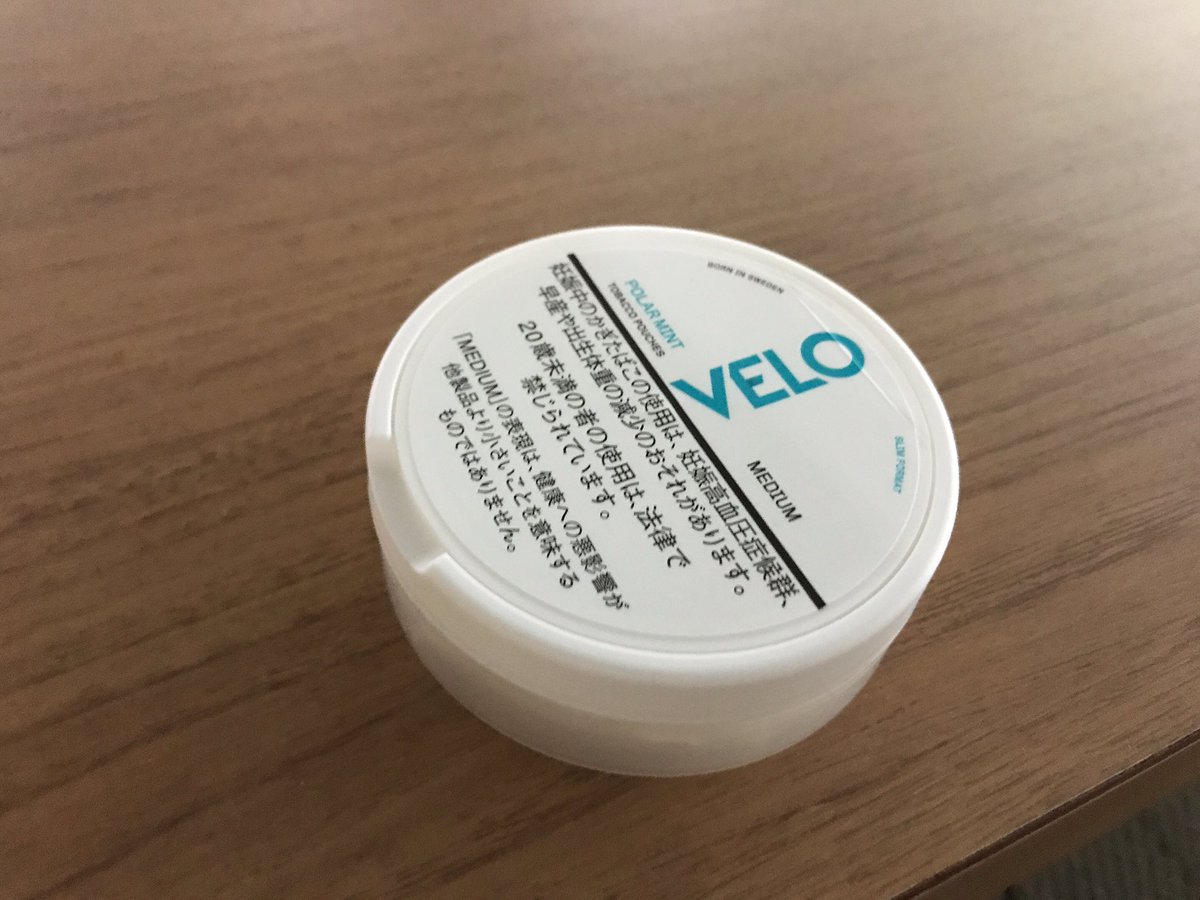 BORN IN SWEDEN
VELO
POLAR MINT
TOBACCO POUCHES
MEDIUM
SLIM FORMAT
妊娠中のかぎたばこの使用は、妊娠高血圧症候群、
早産や出生体重の減少のおそれがあります。
20歳未満の者の使用は、法律で
禁じられています。
「MEDIUM」の表現は、健康への悪影響が
他製品より小さいことを意味する
ものではありません。